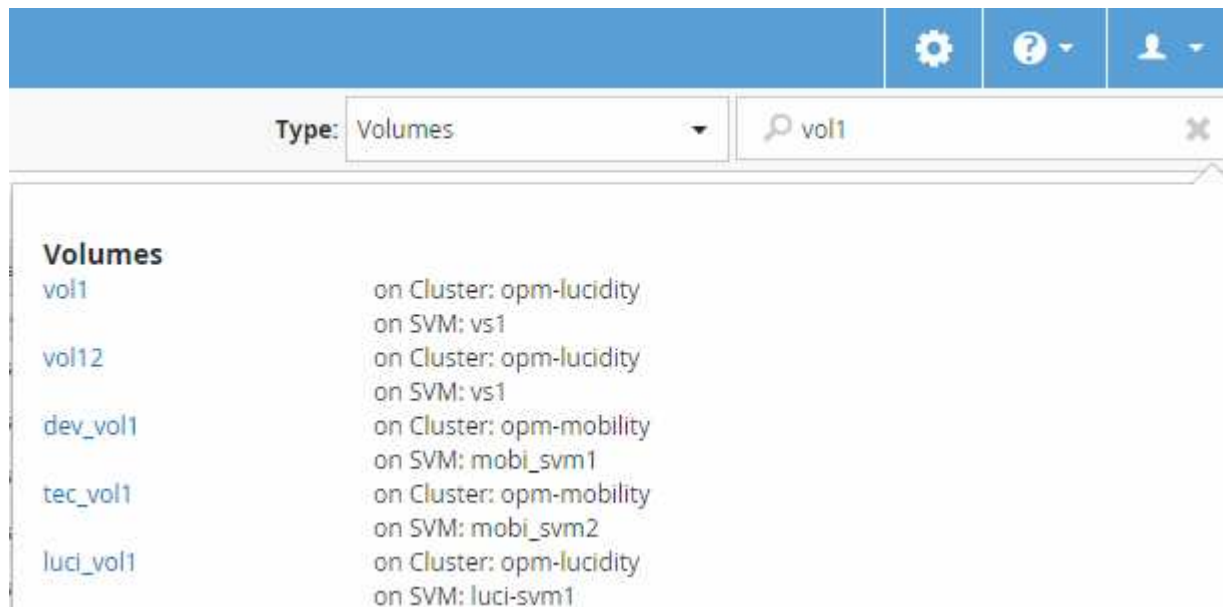 Type: Volumes vol1
Volumes
vol1 on Cluster: opm-lucidity
on SVM: vs1
vol12 on Cluster: opm-lucidity
on SVM: vs1
dev_vol1 on Cluster: opm-mobility
on SVM: mobi_svm1
tec_vol1 on Cluster: opm-mobility
on SVM: mobi_svm2
luci_vol1 on Cluster: opm-lucidity
on SVM: luci-svm1